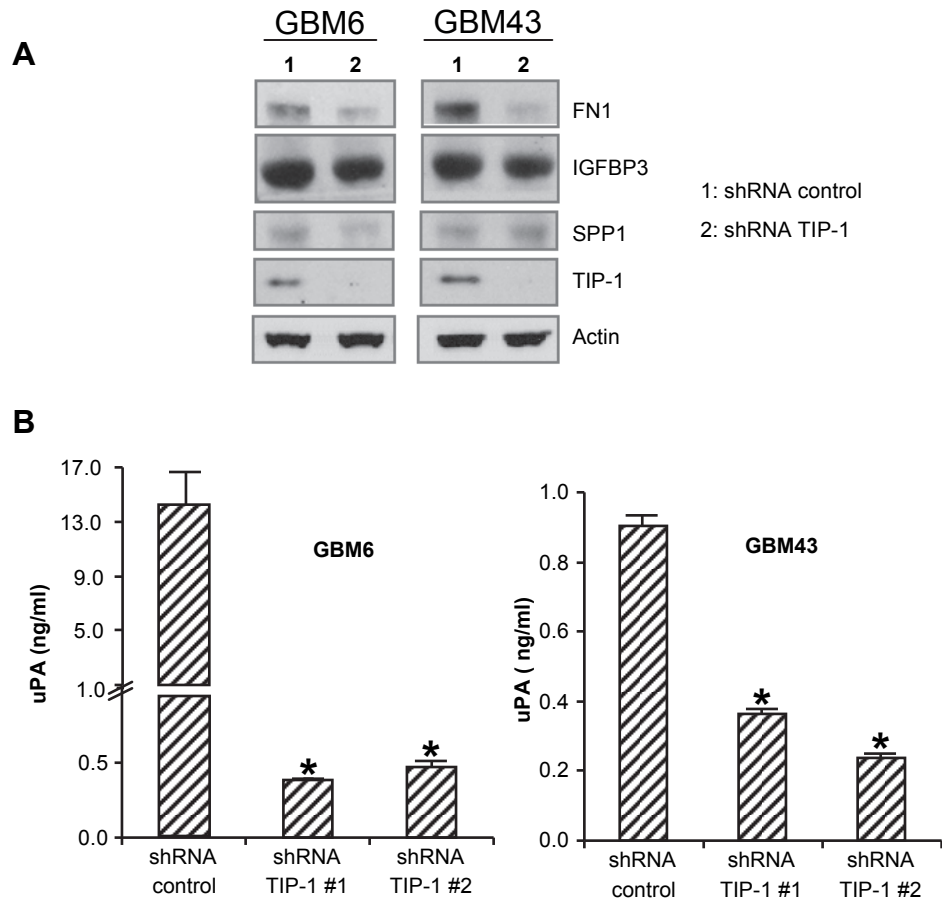 A
GBM6 GBM43
1 2 1 2
FN1
IGFBP3
SPP1
TIP-1
Actin
1: shRNA control
2: shRNA TIP-1
B
uPA (ng/ml)
17.0
13.0
9.0
5.0
1.0
0.5
0.0
GBM6
*
*
shRNA control
shRNA TIP-1 #1
shRNA TIP-1 #2
uPA ( ng/ml)
1.0
0.8
0.6
0.4
0.2
0.0
GBM43
*
*
shRNA control
shRNA TIP-1 #1
shRNA TIP-1 #2